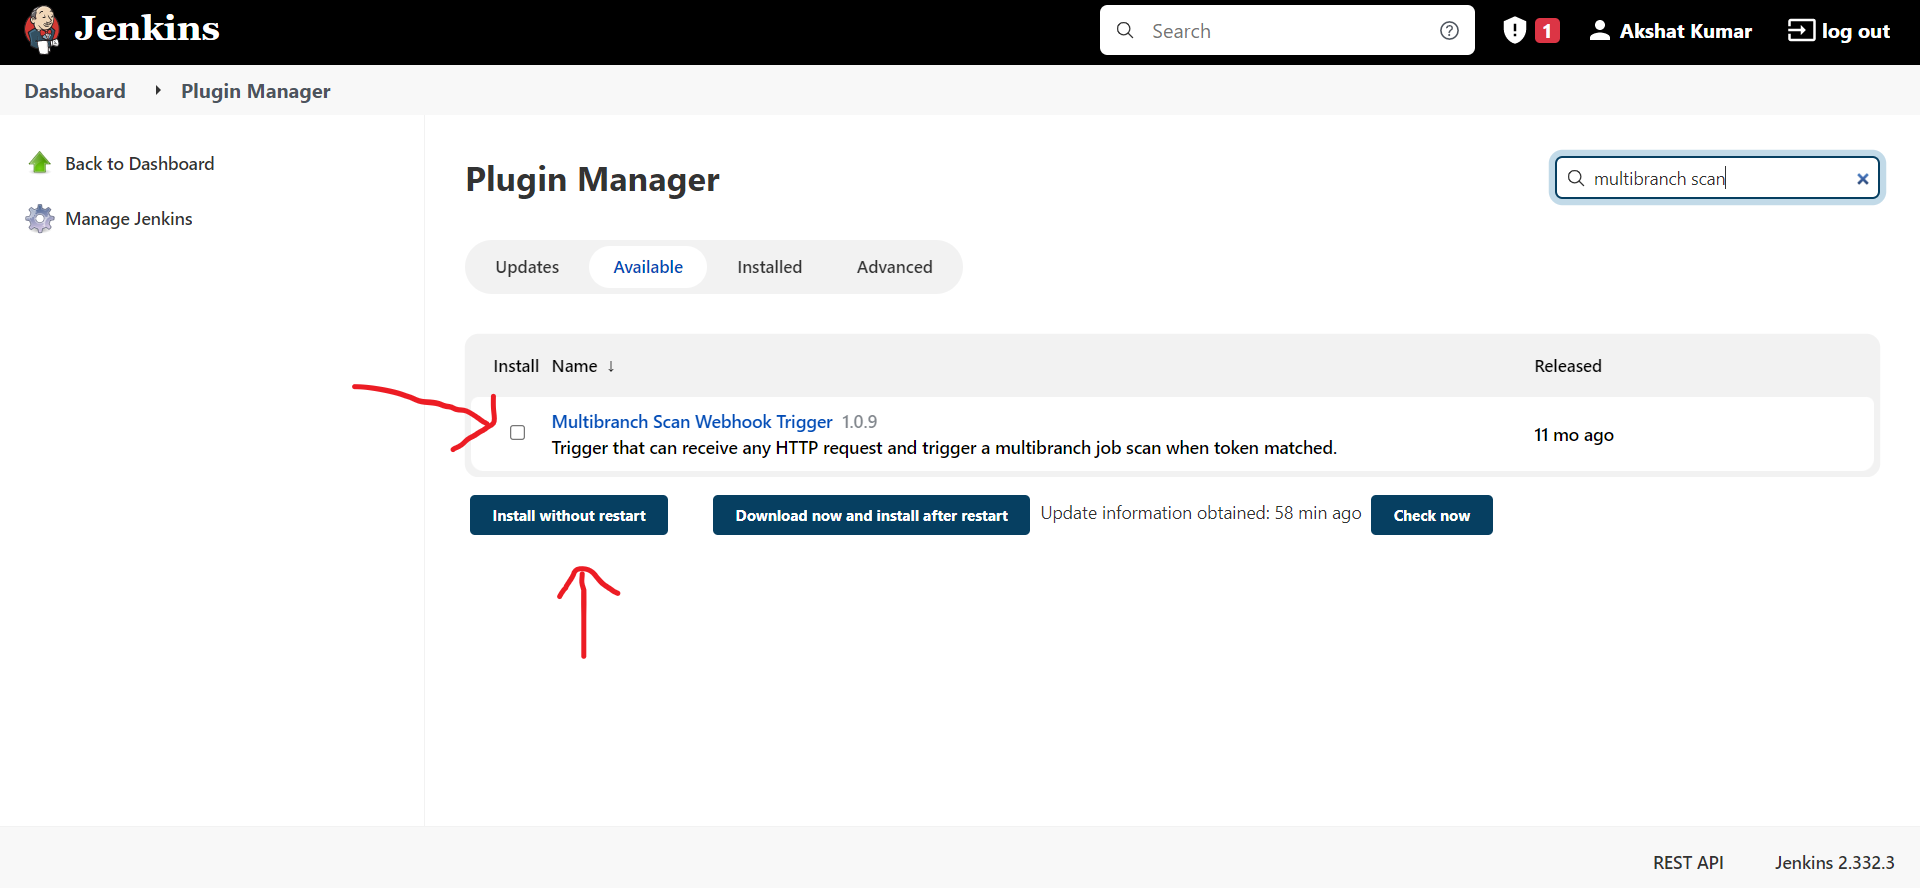 Jenkins
Search
1
Akshat Kumar
log out
Dashboard
Plugin Manager
Back to Dashboard
Manage Jenkins
Plugin Manager
multibranch scan
Updates
Available
Installed
Advanced
Install Name ↓ Released
Multibranch Scan Webhook Trigger 1.0.9
Trigger that can receive any HTTP request and trigger a multibranch job scan when token matched.
11 mo ago
Install without restart
Download now and install after restart
Update information obtained: 58 min ago
Check now
REST API
Jenkins 2.332.3